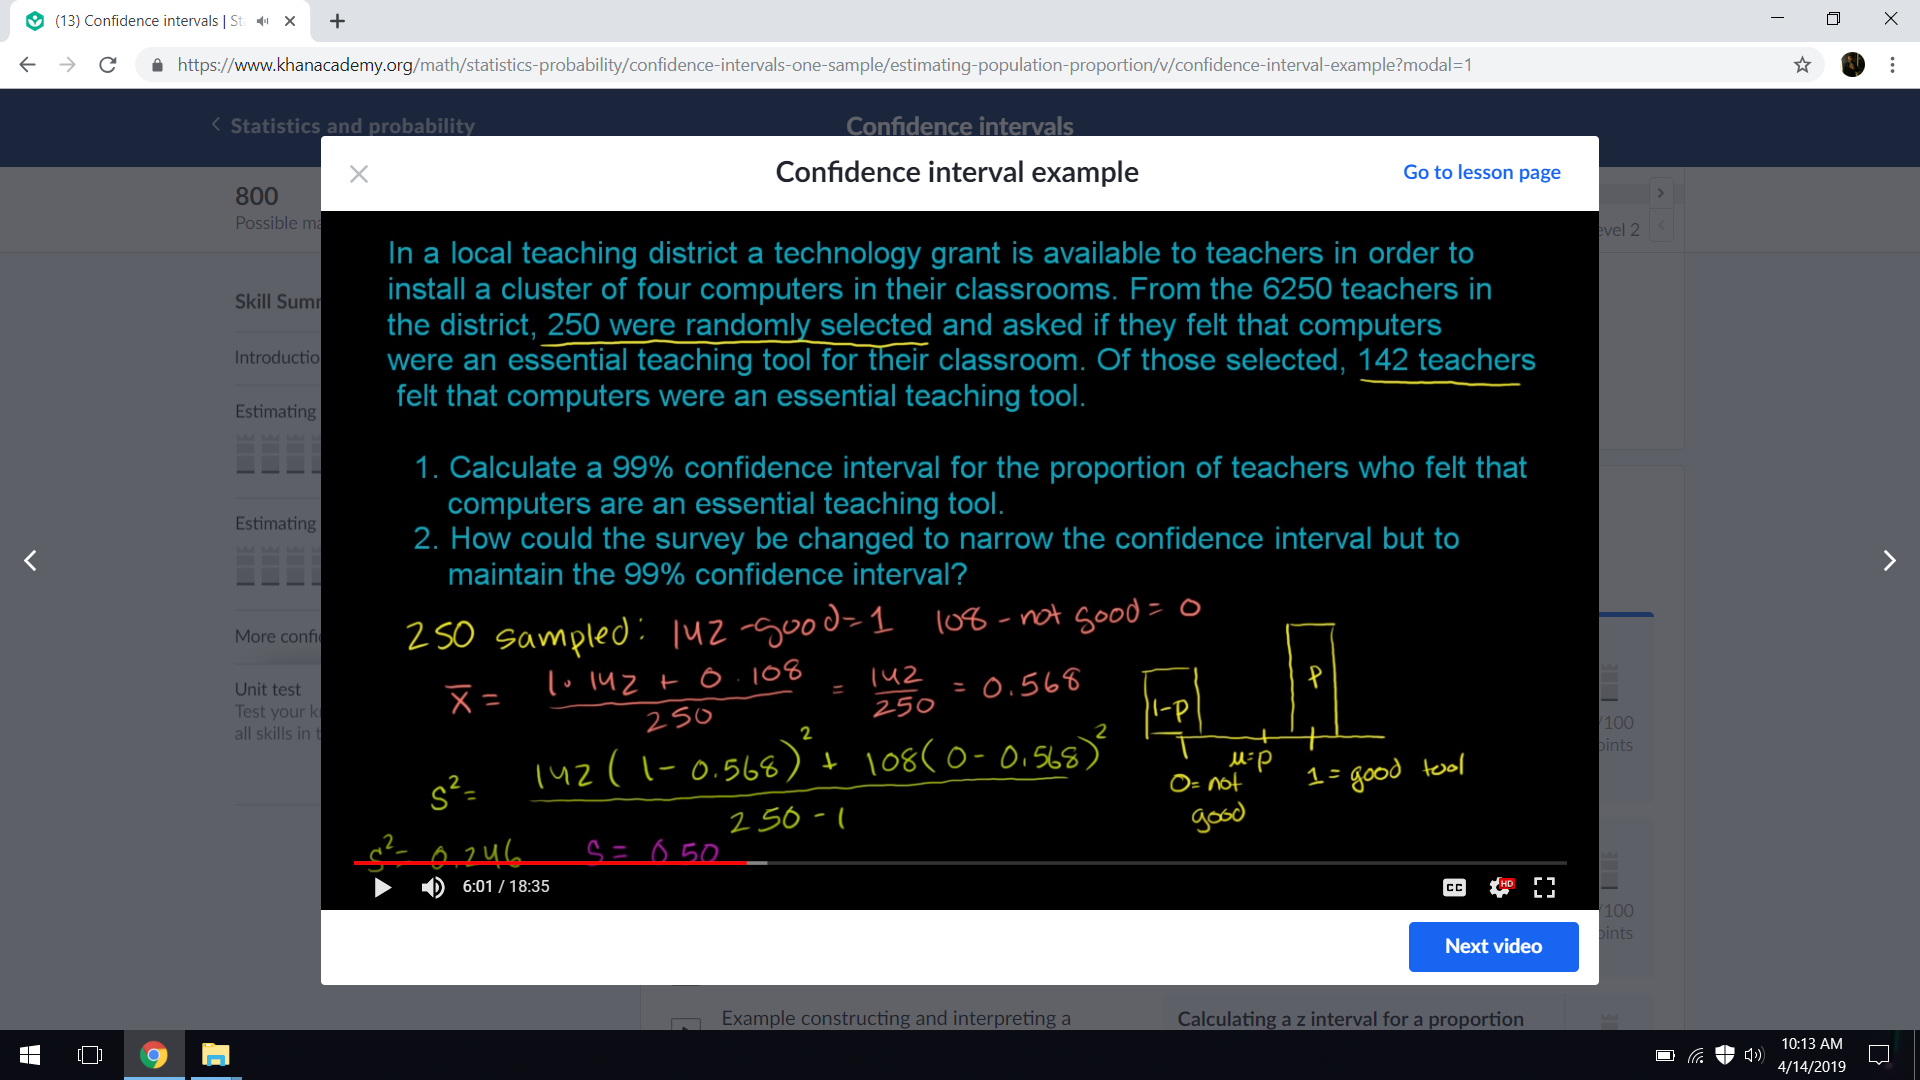 (13) Confidence intervals | St
https://www.khanacademy.org/math/statistics-probability/confidence-intervals-one-sample/estimating-population-proportion/v/confidence-interval-example?modal=1
Statistics and probability
Confidence intervals
Confidence interval example
Go to lesson page
800
Possible ma
evel 2
Skill Summ
Introductio
Estimating
Estimating
More confi
Unit test
Test your k
all skills in t
In a local teaching district a technology grant is available to teachers in order to
install a cluster of four computers in their classrooms. From the 6250 teachers in
the district, 250 were randomly selected and asked if they felt that computers
were an essential teaching tool for their classroom. Of those selected, 142 teachers
felt that computers were an essential teaching tool.
1. Calculate a 99% confidence interval for the proportion of teachers who felt that
computers are an essential teaching tool.
2. How could the survey be changed to narrow the confidence interval but to
maintain the 99% confidence interval?
250 sampled: 142 -good=1 108 - not good = 0
x̅ = 1·142 + 0·108 / 250 = 142 / 250 = 0.568
S² = 142(1-0.568)² + 108(0-0.568)² / 250-1
S²= 0.246 S= 0.50
1-p
p
μ=p
0= not
good
1= good tool
6:01 / 18:35
CC
HD
/100
oints
/100
oints
Next video
Example constructing and interpreting a
Calculating a z interval for a proportion
10:13 AM
4/14/2019